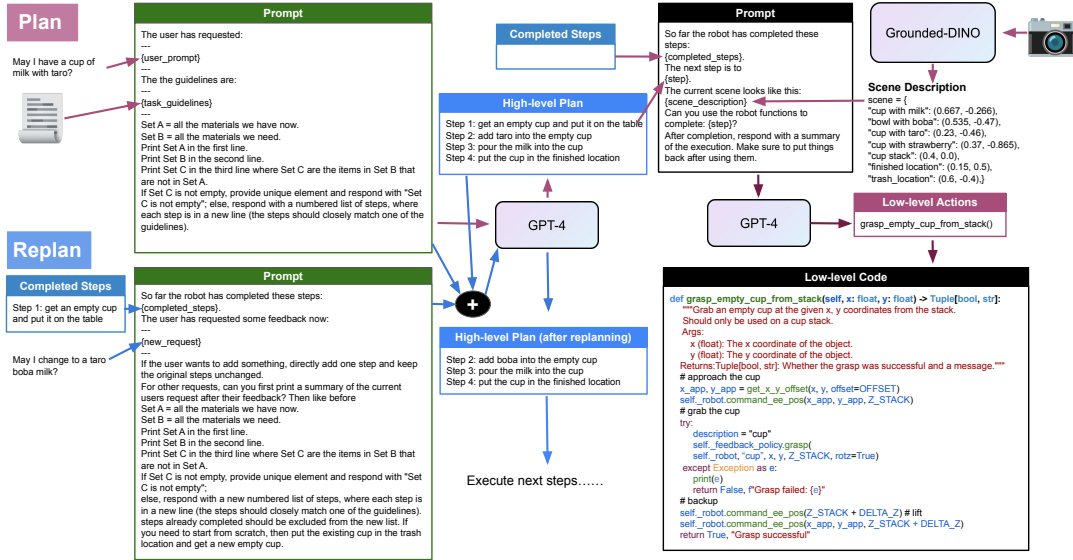 Plan
May I have a cup of
milk with taro?
Prompt
The user has requested:
---
{user_prompt}
---
The the guidelines are:
---
{task_guidelines}
---
Set A = all the materials we have now.
Set B = all the materials we need.
Print Set A in the first line.
Print Set B in the second line.
Print Set C in the third line where Set C are the items in Set B that
are not in Set A.
If Set C is not empty, provide unique element and respond with "Set
C is not empty"; else, respond with a numbered list of steps, where
each step is in a new line (the steps should closely match one of the
guidelines).
Completed Steps
High-level Plan
Step 1: get an empty cup and put it on the table
Step 2: add taro into the empty cup
Step 3: pour the milk into the cup
Step 4: put the cup in the finished location
GPT-4
Prompt
So far the robot has completed these
steps:
{completed_steps}.
The next step is to
{step}.
The current scene looks like this:
{scene_description}
Can you use the robot functions to
complete: {step}?
After completion, respond with a summary
of the execution. Make sure to put things
back after using them.
GPT-4
Grounded-DINO
Scene Description
scene = {
"cup with milk": (0.667, -0.266),
"bowl with boba": (0.535, -0.47),
"cup with taro": (0.23, -0.46),
"cup with strawberry": (0.37, -0.865),
"cup stack": (0.4, 0.0),
"finished location": (0.15, 0.5),
"trash_location": (0.6, -0.4),}
Low-level Actions
grasp_empty_cup_from_stack()
Replan
Completed Steps
Step 1: get an empty cup
and put it on the table
May I change to a taro
boba milk?
Prompt
So far the robot has completed these steps:
{completed_steps}.
The user has requested some feedback now:
---
{new_request}
---
If the user wants to add something, directly add one step and keep
the original steps unchanged.
For other requests, can you first print a summary of the current
users request after their feedback? Then like before
Set A = all the materials we have now.
Set B = all the materials we need.
Print Set A in the first line.
Print Set B in the second line.
Print Set C in the third line where Set C are the items in Set B that
are not in Set A.
If Set C is not empty, provide unique element and respond with "Set
C is not empty";
else, respond with a new numbered list of steps, where each step is
in a new line (the steps should closely match one of the guidelines).
steps already completed should be excluded from the new list. If
you need to start from scratch, then put the existing cup in the trash
location and get a new empty cup.
+
High-level Plan (after replanning)
Step 2: add boba into the empty cup
Step 3: pour the milk into the cup
Step 4: put the cup in the finished location
Execute next steps......
Low-level Code
def grasp_empty_cup_from_stack(self, x: float, y: float) -> Tuple[bool, str]:
"""Grab an empty cup at the given x, y coordinates from the stack.
Should only be used on a cup stack.
Args:
x (float): The x coordinate of the object.
y (float): The y coordinate of the object.
Returns:Tuple[bool, str]: Whether the grasp was successful and a message."""
# approach the cup
x_app, y_app = get_x_y_offset(x, y, offset=OFFSET)
self._robot.command_ee_pos(x_app, y_app, Z_STACK)
# grab the cup
try:
description = "cup"
self._feedback_policy.grasp(
self._robot, "cup", x, y, Z_STACK, rotz=True)
except Exception as e:
print(e)
return False, f"Grasp failed: {e}"
# backup
self._robot.command_ee_pos(Z_STACK + DELTA_Z) # lift
self._robot.command_ee_pos(x_app, y_app, Z_STACK + DELTA_Z)
return True, "Grasp successful"